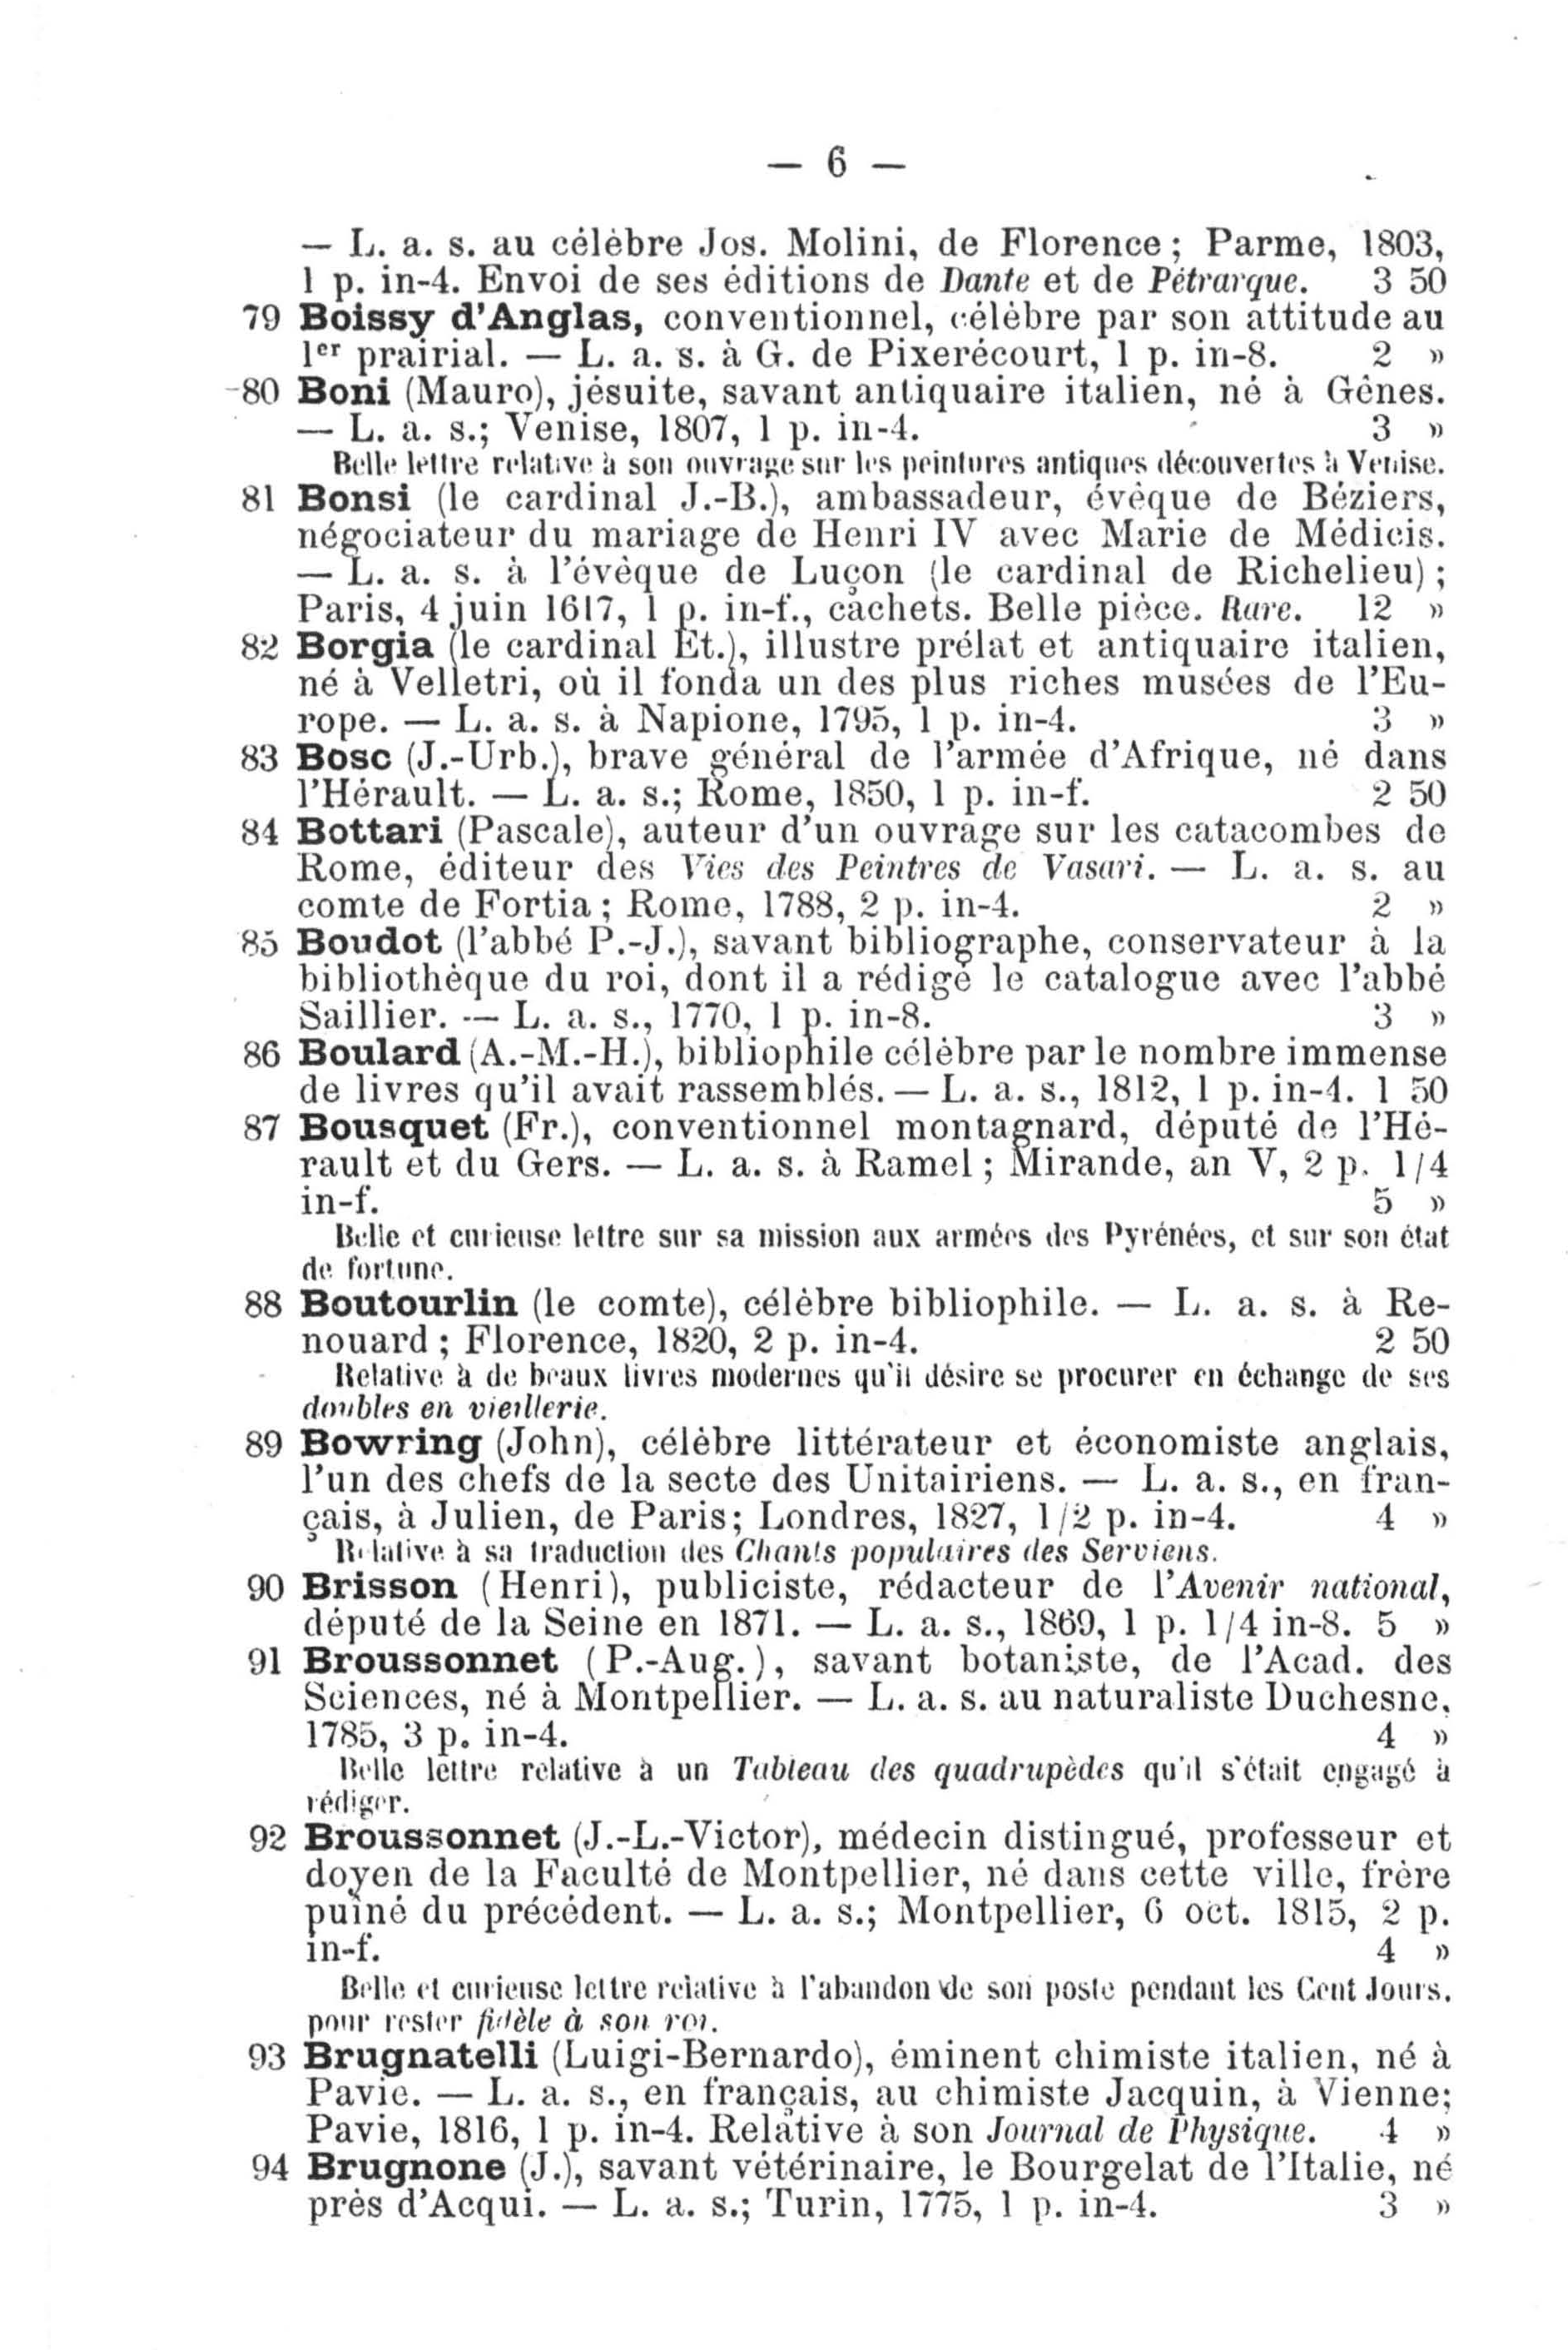 — 6 —
— L. a. s. au célèbre Jos. Molini, de Florence; Parme, 1803,
1 p. in-4. Envoi de ses éditions de Dante et de Pétrarque. 3 50
79 Boissy d'Anglas, conventionnel, célèbre par son attitude au
1er prairial. — L. a. s. à G. de Pixerécourt, 1 p. in-8. 2 »
80 Boni (Mauro), jésuite, savant antiquaire italien, né à Gênes.
— L. a. s.; Venise, 1807, 1 p. in-4. 3 »
Belle lettre relative à son ouvrage sur les peintures antiques découvertes à Venise.
81 Bonsi (le cardinal J.-B.), ambassadeur, évèque de Béziers,
négociateur du mariage de Henri IV avec Marie de Médicis.
— L. a. s. à l'évèque de Luçon (le cardinal de Richelieu);
Paris, 4 juin 1617, 1 p. in-f., cachets. Belle pièce. Rare. 12 »
82 Borgia (le cardinal Et.), illustre prélat et antiquaire italien,
né à Velletri, où il fonda un des plus riches musées de l'Eu-
rope. — L. a. s. à Napione, 1795, 1 p. in-4. 3 »
83 Bosc (J.-Urb.), brave général de l'armée d'Afrique, né dans
l'Hérault. — L. a. s.; Rome, 1850, 1 p. in-f. 2 50
84 Bottari (Pascale), auteur d'un ouvrage sur les catacombes de
Rome, éditeur des Vies des Peintres de Vasari. — L. a. s. au
comte de Fortia; Rome, 1788, 2 p. in-4. 2 »
85 Boudot (l'abbé P.-J.), savant bibliographe, conservateur à la
bibliothèque du roi, dont il a rédigé le catalogue avec l'abbé
Saillier. — L. a. s., 1770, 1 p. in-8. 3 »
86 Boulard (A.-M.-H.), bibliophile célèbre par le nombre immense
de livres qu'il avait rassemblés. — L. a. s., 1812, 1 p. in-4. 1 50
87 Bousquet (Fr.), conventionnel montagnard, député de l'Hé-
rault et du Gers. — L. a. s. à Ramel; Mirande, an V, 2 p. 1/4
in-f. 5 »
Belle et curieuse lettre sur sa mission aux armées des Pyrénées, et sur son état
de fortune.
88 Boutourlin (le comte), célèbre bibliophile. — L. a. s. à Re-
nouard; Florence, 1820, 2 p. in-4. 2 50
Relative à de beaux livres modernes qu'il désire se procurer en échange de ses
doubles en vieillerie.
89 Bowring (John), célèbre littérateur et économiste anglais,
l'un des chefs de la secte des Unitairiens. — L. a. s., en fran-
çais, à Julien, de Paris; Londres, 1827, 1/2 p. in-4. 4 »
Relative à sa traduction des Chants populaires des Serviens.
90 Brisson (Henri), publiciste, rédacteur de l'Avenir national,
député de la Seine en 1871. — L. a. s., 1869, 1 p. 1/4 in-8. 5 »
91 Broussonnet (P.-Aug.), savant botaniste, de l'Acad. des
Sciences, né à Montpellier. — L. a. s. au naturaliste Duchesne,
1785, 3 p. in-4. 4 »
Belle lettre relative à un Tableau des quadrupèdes qu'il s'était engagé à
rédiger.
92 Broussonnet (J.-L.-Victor), médecin distingué, professeur et
doyen de la Faculté de Montpellier, né dans cette ville, frère
puîné du précédent. — L. a. s.; Montpellier, 6 oct. 1815, 2 p.
in-f. 4 »
Belle et curieuse lettre relative à l'abandon de son poste pendant les Cent Jours.
pour rester fidèle à son roi.
93 Brugnatelli (Luigi-Bernardo), éminent chimiste italien, né à
Pavie. — L. a. s., en français, au chimiste Jacquin, à Vienne;
Pavie, 1816, 1 p. in-4. Relative à son Journal de Physique. 4 »
94 Brugnone (J.), savant vétérinaire, le Bourgelat de l'Italie, né
près d'Acqui. — L. a. s.; Turin, 1775, 1 p. in-4. 3 »